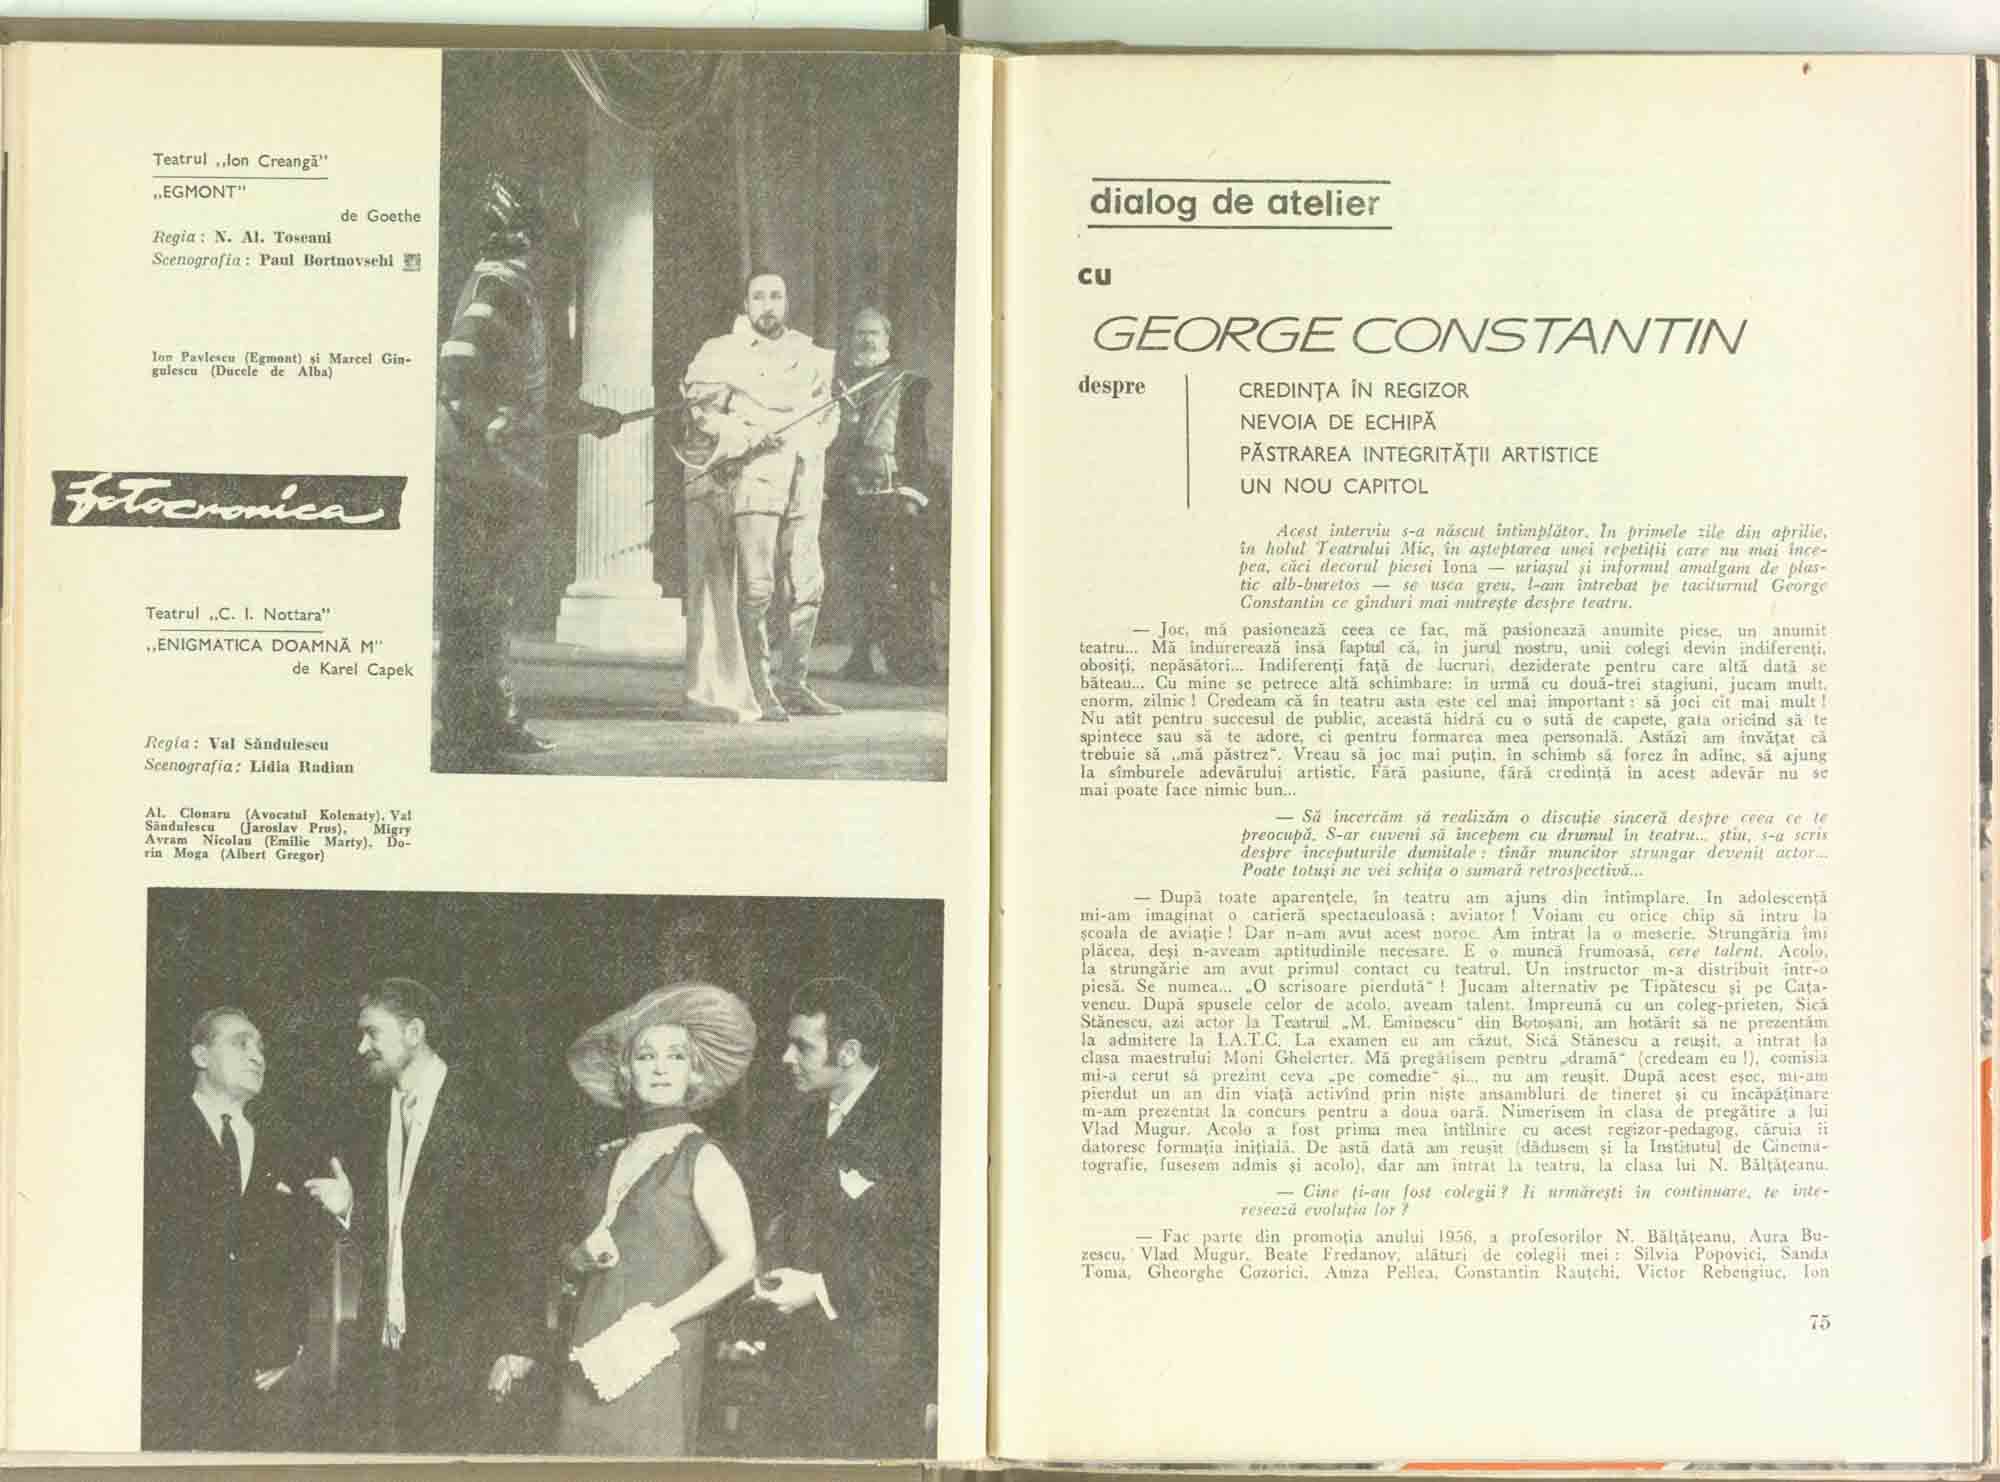 Teatrul „Ion Creangă"
„EGMONT"
de Goethe
Regia : N. Al. Toscani
Scenografia : Paul Bortnovschi
Ion Pavlescu (Egmont) și Marcel Gin-
gulescu (Ducele de Alba)
fotocronica
Teatrul „C. I. Nottara"
„ENIGMATICA DOAMNĂ M"
de Karel Capek
Regia : Val Săndulescu
Scenografia : Lidia Radian
Al. Clonaru (Avocatul Kolenaty), Val
Săndulescu (Jaroslav Prus), Migry
Avram Nicolau (Emilie Marty), Do-
rin Moga (Albert Gregor)
dialog de atelier
cu
GEORGE CONSTANTIN
despre
CREDINȚA ÎN REGIZOR
NEVOIA DE ECHIPĂ
PĂSTRAREA INTEGRITĂȚII ARTISTICE
UN NOU CAPITOL
Acest interviu s-a născut întîmplător. În primele zile din aprilie,
în holul Teatrului Mic, în așteptarea unei repetiții care nu mai înce-
pea, căci decorul piesei Iona — uriașul și informul amalgam de plas-
tic alb-buretos — se usca greu, l-am întrebat pe taciturnul George
Constantin ce gînduri mai nutrește despre teatru.
— Joc, mă pasionează ceea ce fac, mă pasionează anumite piese, un anumit
teatru... Mă îndurerează însă faptul că, în jurul nostru, unii colegi devin indiferenți,
obosiți, nepăsători... Indiferenți față de lucruri, deziderate pentru care altă dată se
băteau... Cu mine se petrece altă schimbare: în urmă cu două-trei stagiuni, jucam mult,
enorm, zilnic ! Credeam că în teatru asta este cel mai important : să joci cît mai mult !
Nu atît pentru succesul de public, această hidră cu o sută de capete, gata oricînd să te
spintece sau să te adore, ci pentru formarea mea personală. Astăzi am învățat că
trebuie să „mă păstrez". Vreau să joc mai puțin, în schimb să forez în adînc, să ajung
la sîmburele adevărului artistic. Fără pasiune, fără credință în acest adevăr nu se
mai poate face nimic bun...
— Să încercăm să realizăm o discuție sinceră despre ceea ce te
preocupă. S-ar cuveni să începem cu drumul în teatru... știu, s-a scris
despre începuturile dumitale : tînăr muncitor strungar devenit actor...
Poate totuși ne vei schița o sumară retrospectivă...
— După toate aparențele, în teatru am ajuns din întîmplare. In adolescență
mi-am imaginat o carieră spectaculoasă : aviator ! Voiam cu orice chip să intru la
școala de aviație ! Dar n-am avut acest noroc. Am intrat la o meserie. Strungăria îmi
plăcea, deși n-aveam aptitudinile necesare. E o muncă frumoasă, cere talent. Acolo,
la strungărie am avut primul contact cu teatrul. Un instructor m-a distribuit într-o
piesă. Se numea... „O scrisoare pierdută" ! Jucam alternativ pe Tipătescu și pe Cața-
vencu. După spusele celor de acolo, aveam talent. Impreună cu un coleg-prieten, Sică
Stănescu, azi actor la Teatrul „M. Eminescu" din Botoșani, am hotărît să ne prezentăm
la admitere la I.A.T.C. La examen eu am căzut, Sică Stănescu a reușit, a intrat la
clasa maestrului Moni Ghelerter. Mă pregătisem pentru „dramă" (credeam eu !), comisia
mi-a cerut să prezint ceva „pe comedie" și... nu am reușit. După acest eșec, mi-am
pierdut un an din viață activînd prin niște ansambluri de tineret și cu încăpățînare
m-am prezentat la concurs pentru a doua oară. Nimerisem în clasa de pregătire a lui
Vlad Mugur. Acolo a fost prima mea întîlnire cu acest regizor-pedagog, căruia îi
datoresc formația inițială. De astă dată am reușit (dădusem și la Institutul de Cinema-
tografie, fusesem admis și acolo), dar am intrat la teatru, la clasa lui N. Bălțățeanu.
— Cine ți-au fost colegii ? Ii urmărești în continuare, te inte-
resează evoluția lor ?
— Fac parte din promoția anului 1956, a profesorilor N. Bălțățeanu, Aura Bu-
zescu, Vlad Mugur, Beate Fredanov, alături de colegii mei : Silvia Popovici, Sanda
Toma, Gheorghe Cozorici, Amza Pellea, Constantin Rauțchi, Victor Rebengiuc, Ion
75